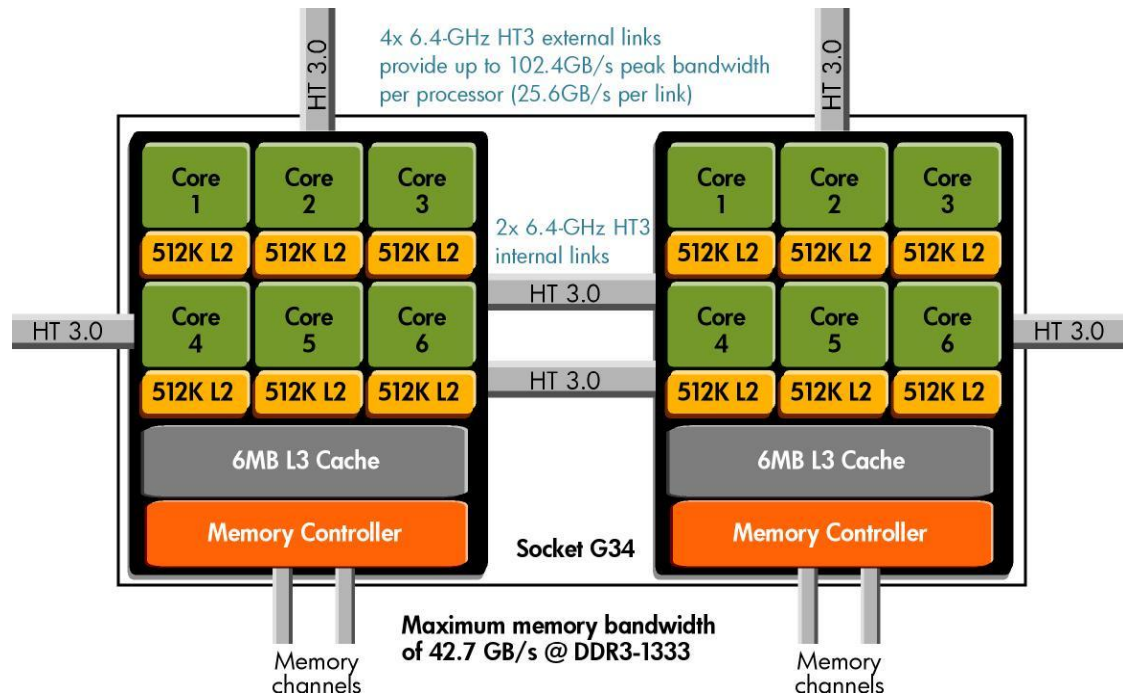 4x 6.4-GHz HT3 external links
provide up to 102.4GB/s peak bandwidth
per processor (25.6GB/s per link)
HT 3.0
HT 3.0
Core
1
Core
2
Core
3
512K L2
512K L2
512K L2
Core
4
Core
5
Core
6
512K L2
512K L2
512K L2
6MB L3 Cache
Memory Controller
HT 3.0
2x 6.4-GHz HT3
internal links
HT 3.0
HT 3.0
Core
1
Core
2
Core
3
512K L2
512K L2
512K L2
Core
4
Core
5
Core
6
512K L2
512K L2
512K L2
6MB L3 Cache
Memory Controller
HT 3.0
Socket G34
Maximum memory bandwidth
of 42.7 GB/s @ DDR3-1333
Memory
channels
Memory
channels